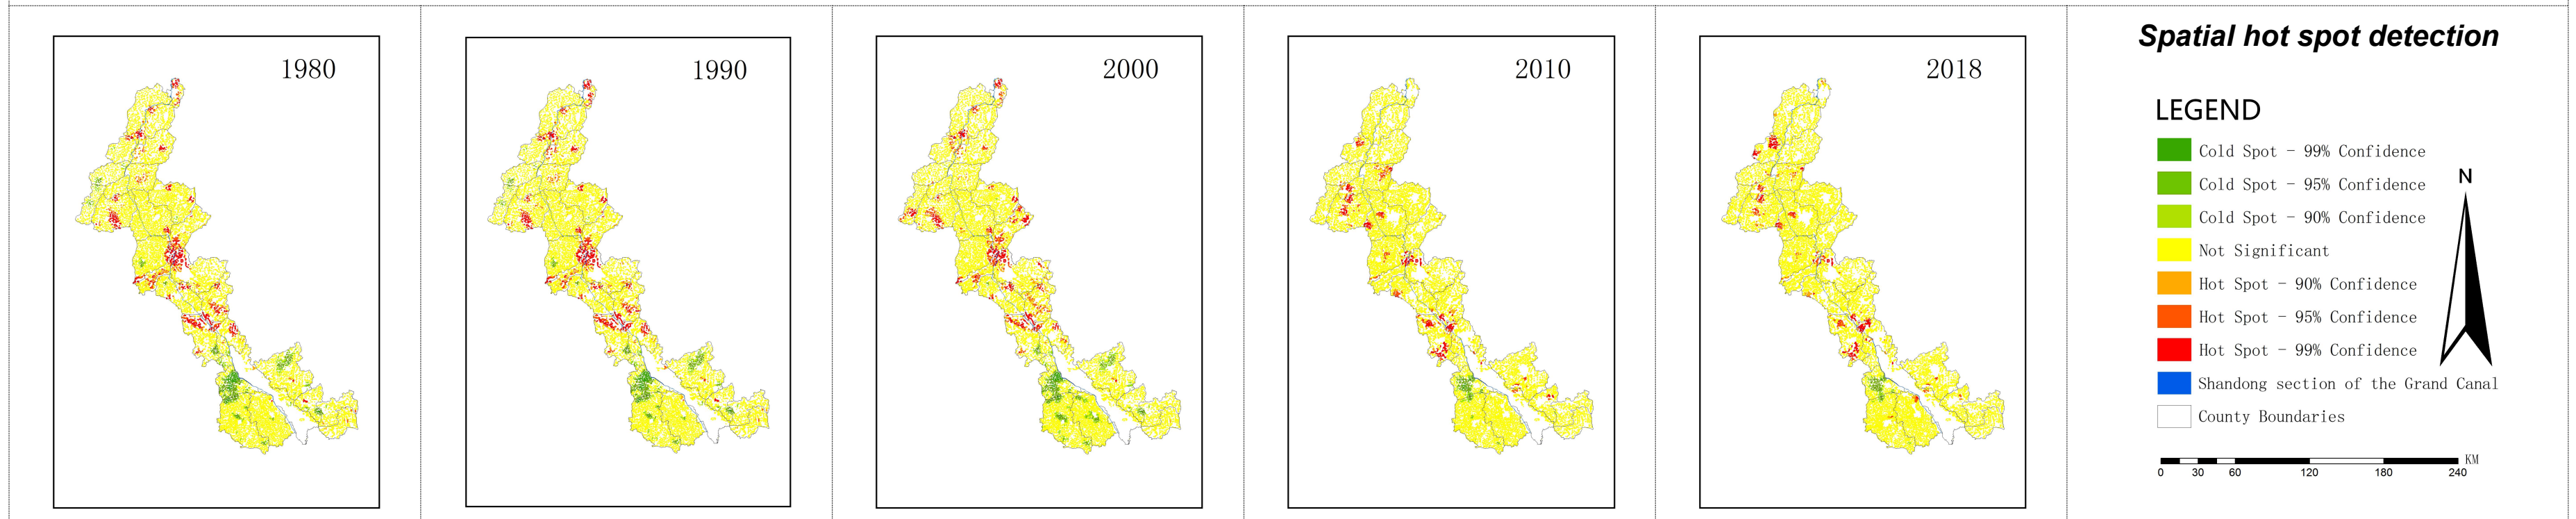 1980
1990
2000
2010
2018
Spatial hot spot detection
LEGEND
Cold Spot - 99% Confidence
Cold Spot - 95% Confidence
Cold Spot - 90% Confidence
Not Significant
Hot Spot - 90% Confidence
Hot Spot - 95% Confidence
Hot Spot - 99% Confidence
Shandong section of the Grand Canal
County Boundaries
N
KM
0 30 60 120 180 240